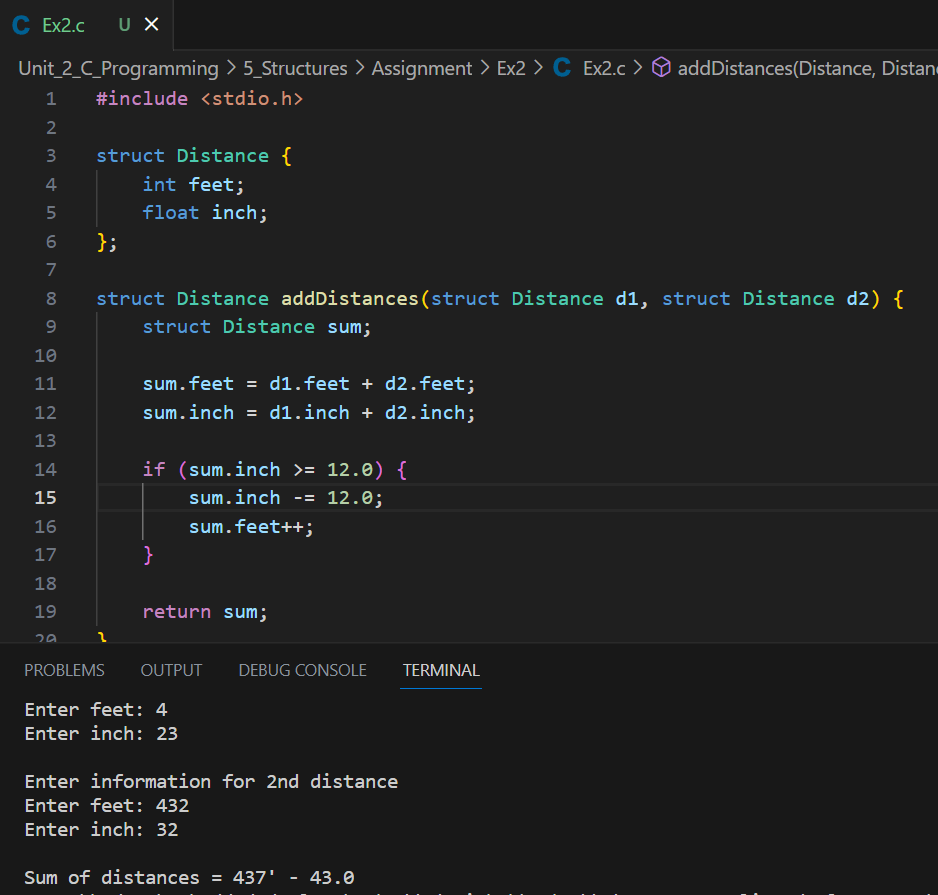 C Ex2.c U ×
Unit_2_C_Programming > 5_Structures > Assignment > Ex2 > C Ex2.c > addDistances(Distance, Distan
1 #include <stdio.h>
2
3 struct Distance {
4     int feet;
5     float inch;
6 };
7
8 struct Distance addDistances(struct Distance d1, struct Distance d2) {
9     struct Distance sum;
10
11     sum.feet = d1.feet + d2.feet;
12     sum.inch = d1.inch + d2.inch;
13
14     if (sum.inch >= 12.0) {
15         sum.inch -= 12.0;
16         sum.feet++;
17     }
18
19     return sum;
20 }
PROBLEMS OUTPUT DEBUG CONSOLE TERMINAL
Enter feet: 4
Enter inch: 23
Enter information for 2nd distance
Enter feet: 432
Enter inch: 32
Sum of distances = 437' - 43.0